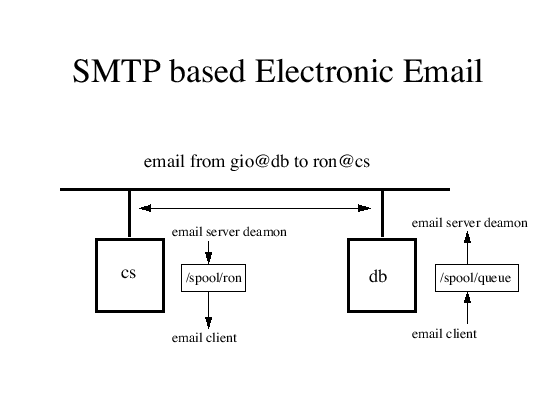 SMTP based Electronic Email
email from gio@db to ron@cs
email server deamon
email server deamon
cs
/spool/ron
db
/spool/queue
email client
email client